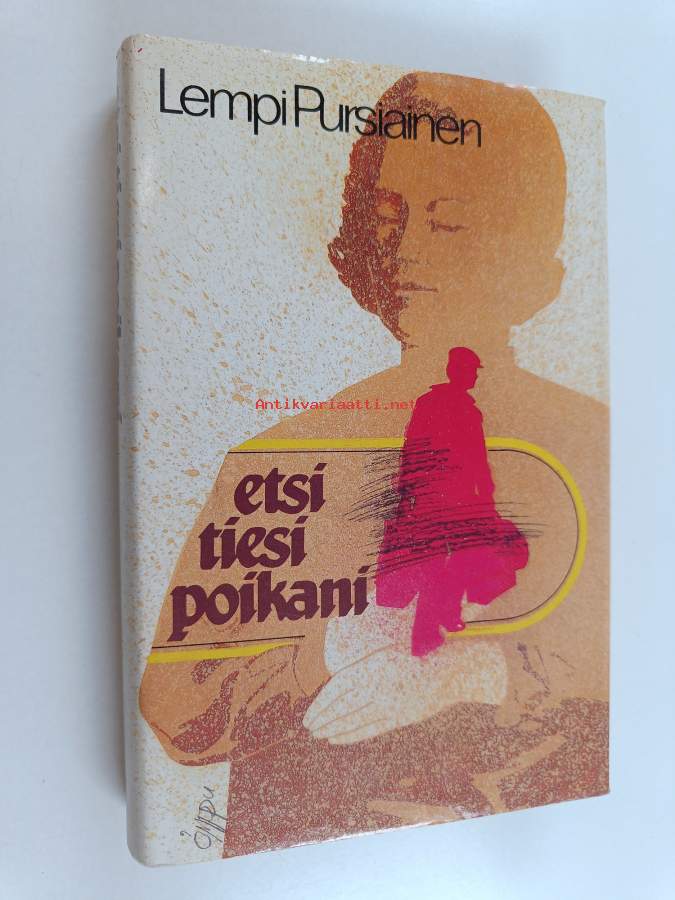 Lempi Pursiainen
Antikvariaatti.net
etsi
tiesi
poikani